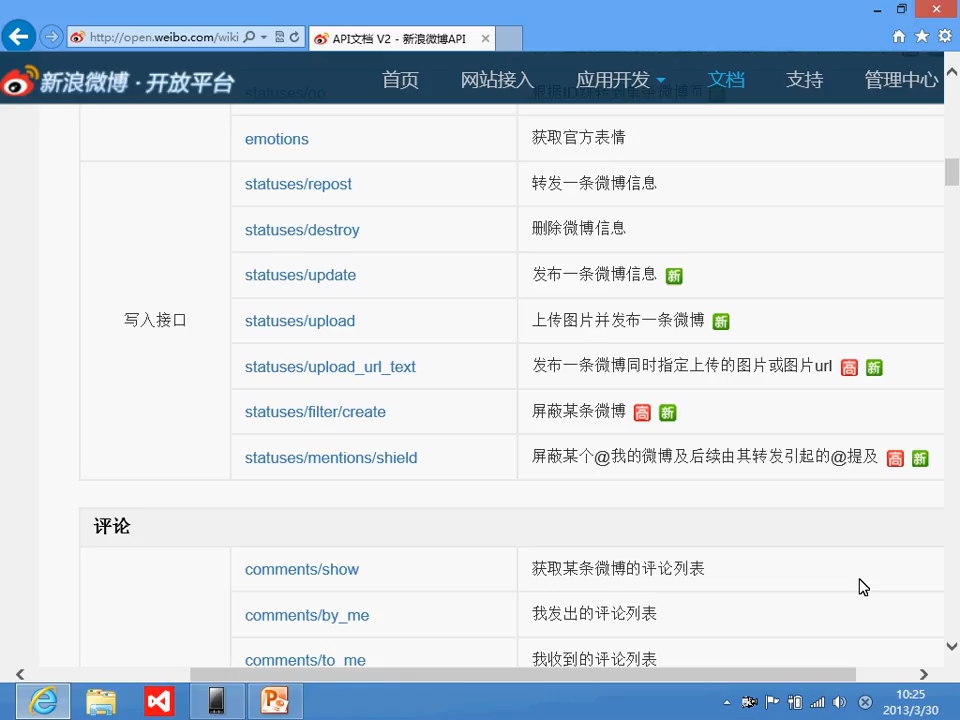 http://open.weibo.com/wiki
API文档 V2 - 新浪微博API
新浪微博·开放平台
首页
网站接入
应用开发
文档
支持
管理中心
emotions
获取官方表情
写入接口
statuses/repost
转发一条微博信息
statuses/destroy
删除微博信息
statuses/update
发布一条微博信息 新
statuses/upload
上传图片并发布一条微博 新
statuses/upload_url_text
发布一条微博同时指定上传的图片或图片url 高 新
statuses/filter/create
屏蔽某条微博 高 新
statuses/mentions/shield
屏蔽某个@我的微博及后续由其转发引起的@提及 高 新
评论
comments/show
获取某条微博的评论列表
comments/by_me
我发出的评论列表
comments/to_me
我收到的评论列表
10:25
2013/3/30